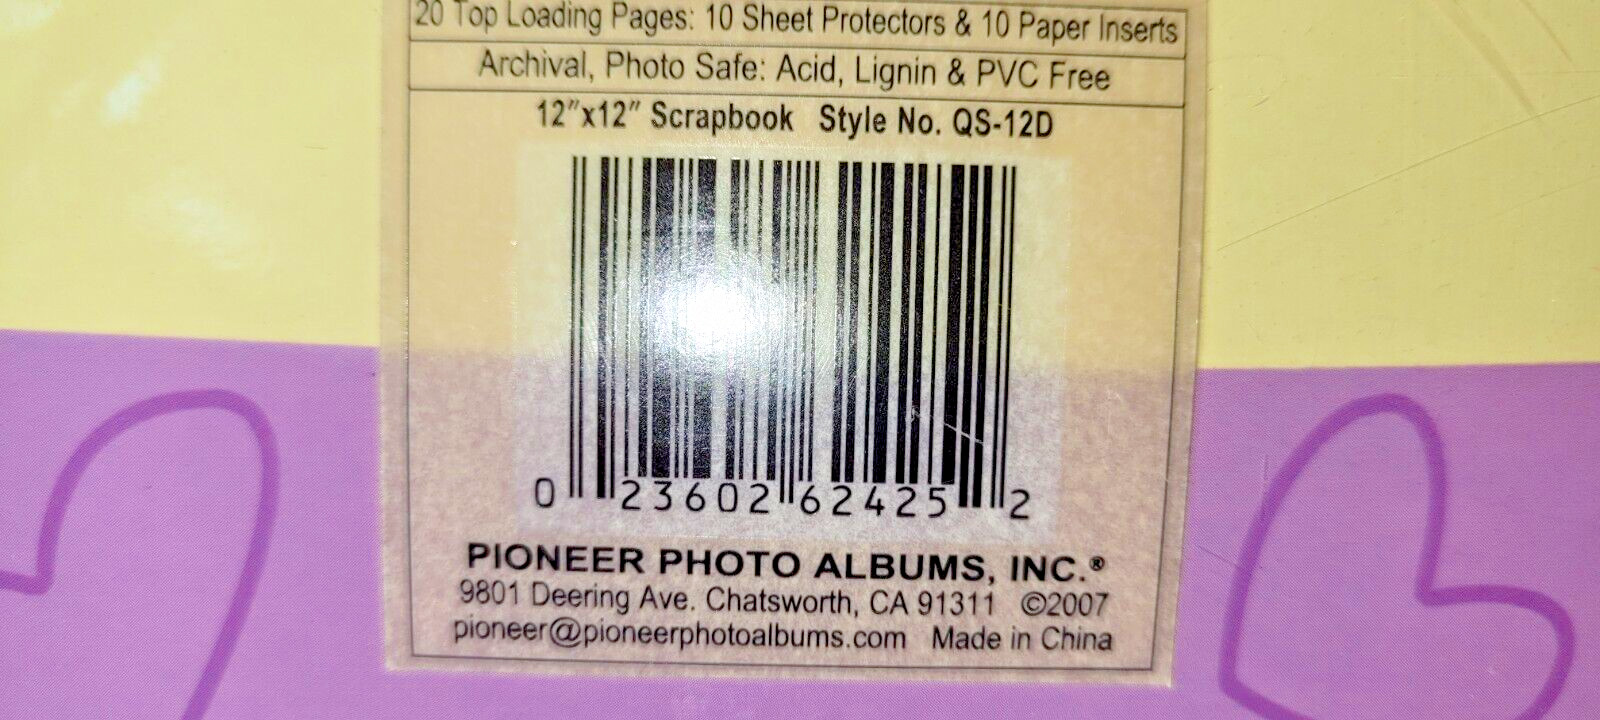 20 Top Loading Pages: 10 Sheet Protectors & 10 Paper Inserts
Archival, Photo Safe: Acid, Lignin & PVC Free
12"x12" Scrapbook Style No. QS-12D
0 23602 62425 2
PIONEER PHOTO ALBUMS, INC.®
9801 Deering Ave. Chatsworth, CA 91311 ©2007
pioneer@pioneerphotoalbums.com Made in China